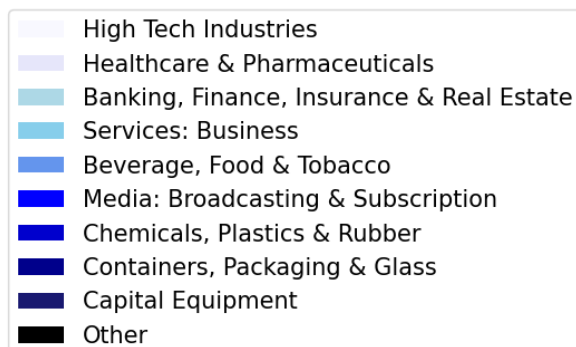 High Tech Industries
Healthcare & Pharmaceuticals
Banking, Finance, Insurance & Real Estate
Services: Business
Beverage, Food & Tobacco
Media: Broadcasting & Subscription
Chemicals, Plastics & Rubber
Containers, Packaging & Glass
Capital Equipment
Other